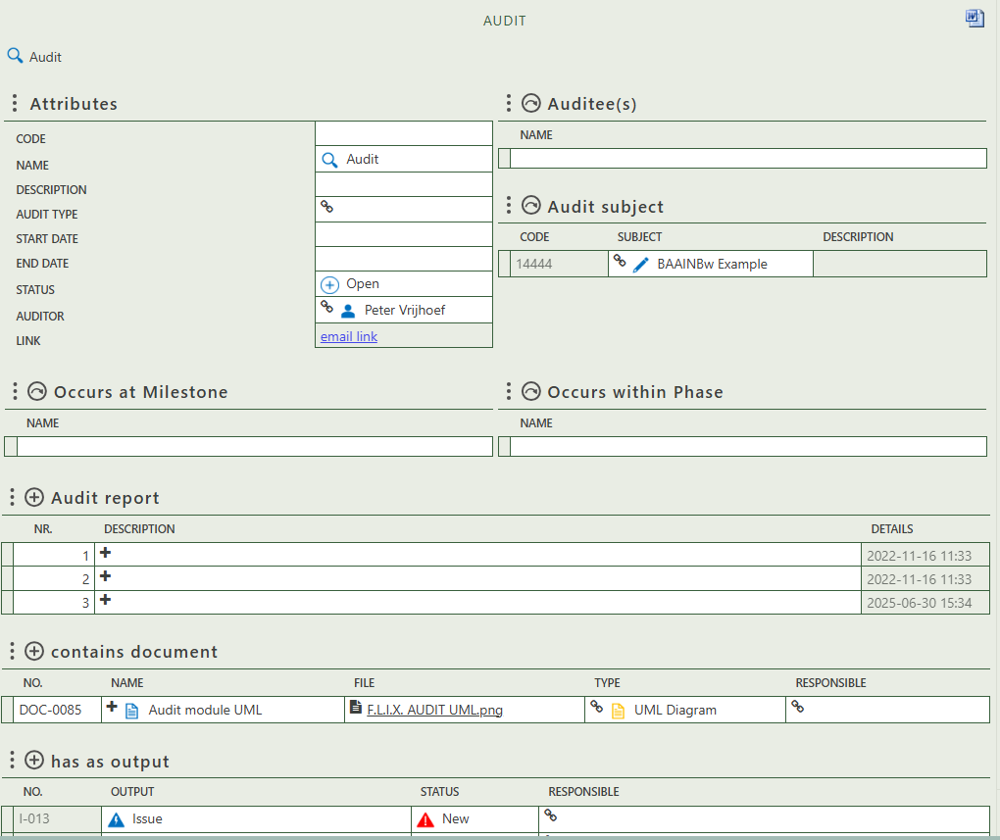 AUDIT
Audit
Attributes
CODE
NAME Audit
DESCRIPTION
AUDIT TYPE
START DATE
END DATE
STATUS Open
AUDITOR Peter Vrijhoef
LINK email link
Auditee(s)
NAME
Audit subject
CODE SUBJECT DESCRIPTION
14444 BAAINBw Example
Occurs at Milestone
NAME
Occurs within Phase
NAME
Audit report
NR. DESCRIPTION DETAILS
1 2022-11-16 11:33
2 2022-11-16 11:33
3 2025-06-30 15:34
contains document
NO. NAME FILE TYPE RESPONSIBLE
DOC-0085 Audit module UML F.L.I.X. AUDIT UML.png UML Diagram
has as output
NO. OUTPUT STATUS RESPONSIBLE
I-013 Issue New